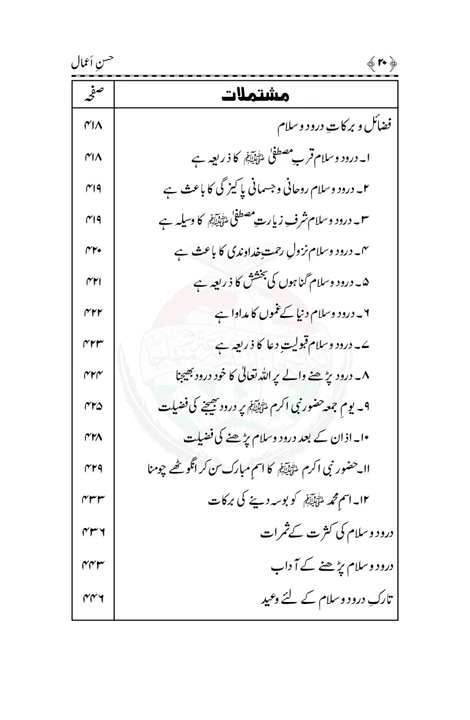 حسنِ اَعمال ﴿۲۰﴾
مشتملات صفحہ
فضائل و برکاتِ درود و سلام ۴۱۸
۱۔ درود و سلام قربِ مصطفیٰ ﷺ کا ذریعہ ہے ۴۱۸
۲۔ درود و سلام روحانی و جسمانی پاکیزگی کا باعث ہے ۴۱۹
۳۔ درود و سلام شرفِ زیارتِ مصطفیٰ ﷺ کا وسیلہ ہے ۴۱۹
۴۔ درود و سلام نزولِ رحمتِ خداوندی کا باعث ہے ۴۲۰
۵۔ درود و سلام گناہوں کی بخشش کا ذریعہ ہے ۴۲۱
۶۔ درود و سلام دنیا کے غموں کا مداوا ہے ۴۲۲
۷۔ درود و سلام قبولیتِ دعا کا ذریعہ ہے ۴۲۳
۸۔ درود پڑھنے والے پر اللہ تعالیٰ کا خود درود بھیجنا ۴۲۴
۹۔ یومِ جمعہ حضور نبی اکرم ﷺ پر درود بھیجنے کی فضیلت ۴۲۵
۱۰۔ اذان کے بعد درود و سلام پڑھنے کی فضیلت ۴۲۸
۱۱۔ حضور نبی اکرم ﷺ کا اسمِ مبارک سن کر انگوٹھے چومنا ۴۲۹
۱۲۔ اسمِ محمد ﷺ کو بوسہ دینے کی برکات ۴۳۳
درود و سلام کی کثرت کے ثمرات ۴۳۶
درود و سلام پڑھنے کے آداب ۴۴۳
تارکِ درود و سلام کے لئے وعید ۴۴۶